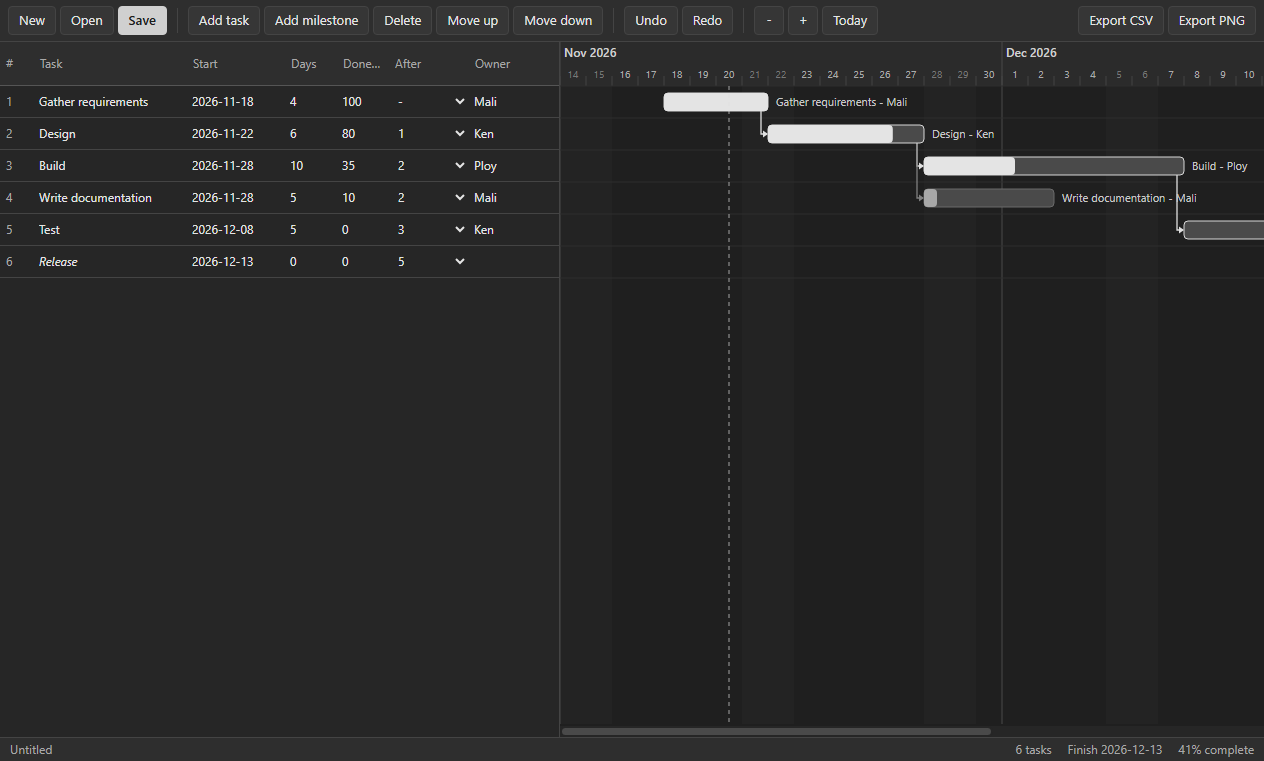 New Open Save Add task Add milestone Delete Move up Move down Undo Redo - + Today Export CSV Export PNG
# Task Start Days Done... After Owner
1 Gather requirements 2026-11-18 4 100 - Mali
2 Design 2026-11-22 6 80 1 Ken
3 Build 2026-11-28 10 35 2 Ploy
4 Write documentation 2026-11-28 5 10 2 Mali
5 Test 2026-12-08 5 0 3 Ken
6 Release 2026-12-13 0 0 5
Nov 2026 Dec 2026
14 15 16 17 18 19 20 21 22 23 24 25 26 27 28 29 30 1 2 3 4 5 6 7 8 9 10
Gather requirements - Mali
Design - Ken
Build - Ploy
Write documentation - Mali
Untitled 6 tasks Finish 2026-12-13 41% complete